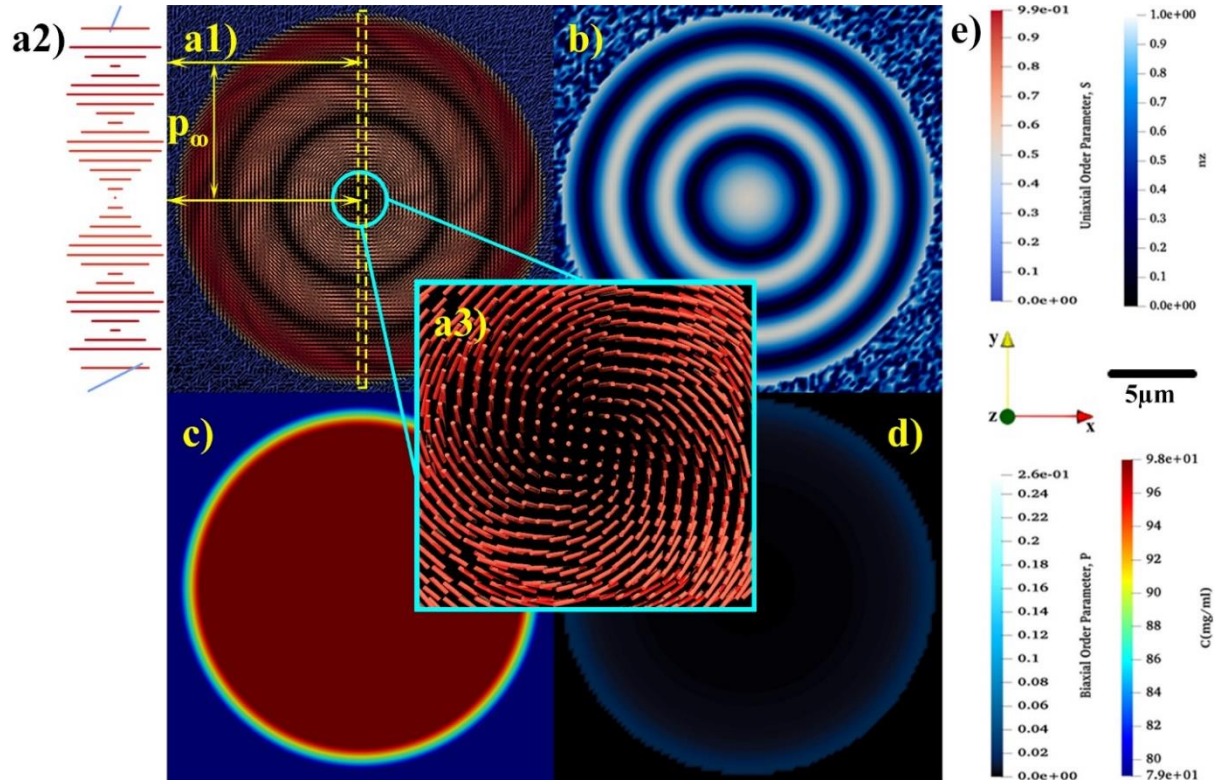 a2)
a1)
b)
p∞
a3)
c)
d)
e)
9.9e-01
0.9
0.8
0.7
0.6
0.5
0.4
0.3
0.2
0.1
0.0e+00
Uniaxial Order Parameter, S
1.0e+00
0.9
0.8
0.7
0.6
0.5
0.4
0.3
0.2
0.1
0.0e+00
nz
y
z
x
5μm
2.6e-01
0.24
0.22
0.2
0.18
0.16
0.14
0.12
0.1
0.08
0.06
0.04
0.02
0.0e+00
Biaxial Order Parameter, P
9.8e+01
96
94
92
90
88
86
84
82
80
7.9e+01
C(mg/ml)